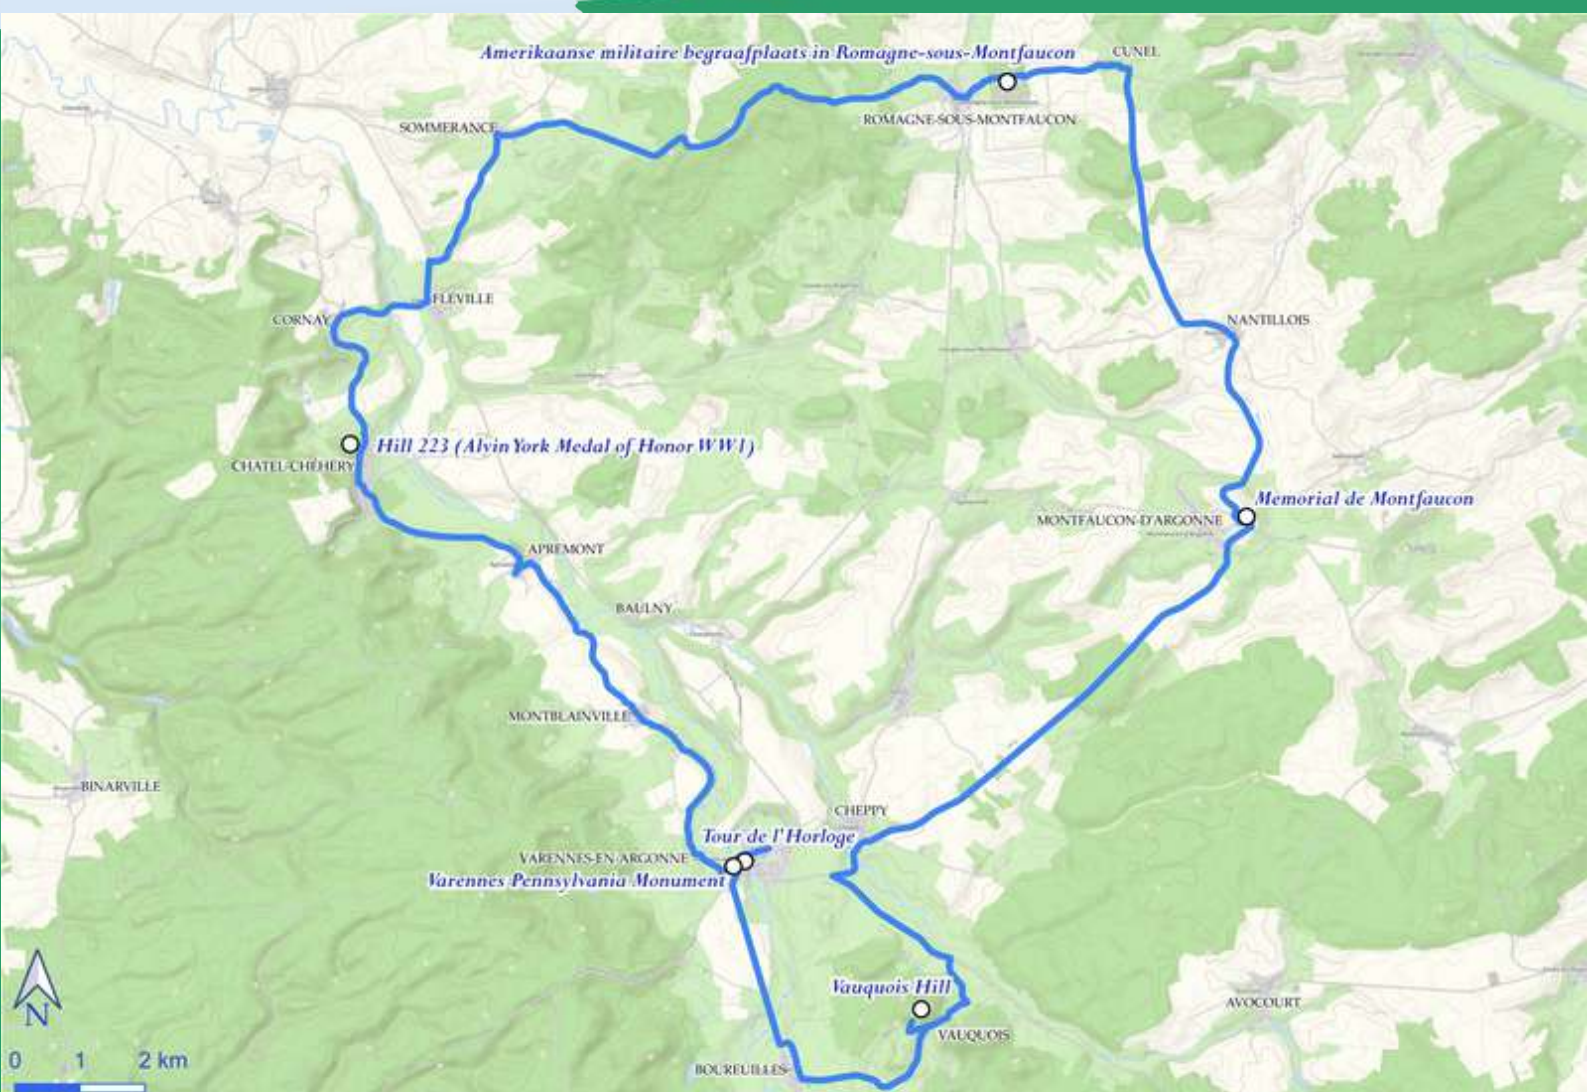 Amerikaanse militaire begraafplaats in Romagne-sous-Montfaucon
CUNEL
SOMMERANCE
ROMAGNE-SOUS-MONTFAUCON
FLÉVILLE
CORNAY
NANTILLOIS
Hill 223 (Alvin York Medal of Honor WW1)
CHATEL-CHÉHÉRY
Memorial de Montfaucon
MONTFAUCON-D'ARGONNE
APREMONT
BAULNY
MONTBLAINVILLE
BINARVILLE
CHEPPY
Tour de l'Horloge
VARENNES-EN-ARGONNE
Varennes Pennsylvania Monument
Vauquois Hill
AVOCOURT
VAUQUOIS
N
0 1 2 km
BOUREUILLES